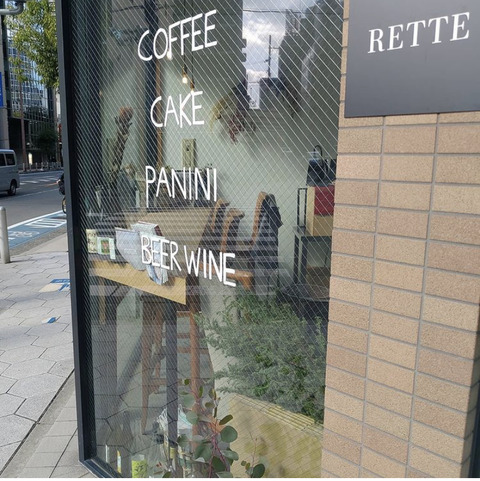 COFFEE
CAKE
PANINI
BEER WINE
RETTE